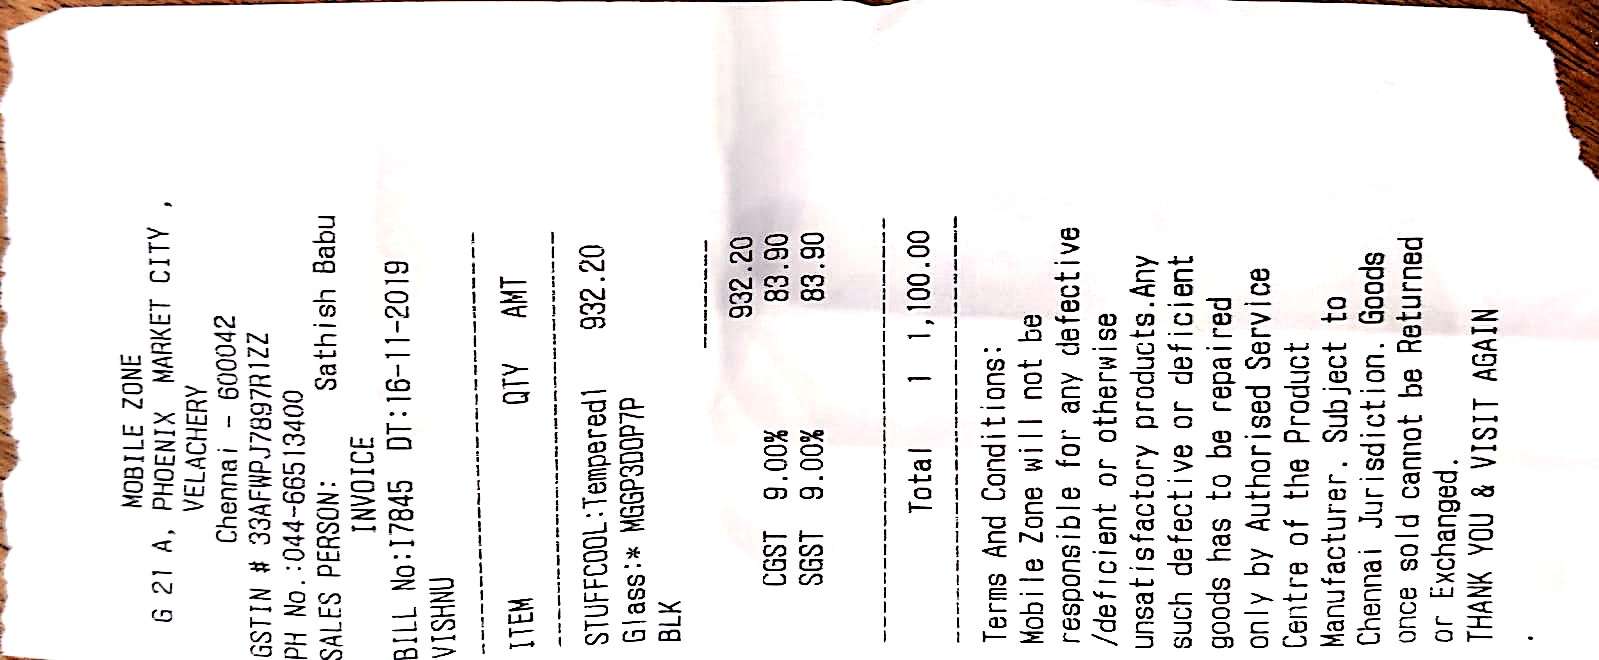 MOBILE ZONE
G 21 A, PHOENIX MARKET CITY ,
VELACHERY
Chennai - 600042
GSTIN # 33AFWPJ7897R1ZZ
PH No.:044-66513400
SALES PERSON: Sathish Babu
INVOICE
BILL No:I7845 DT:16-11-2019
VISHNU
ITEM QTY AMT
STUFFCOOL:Tempered1 932.20
Glass:* MGGP3DOP7P
BLK
932.20
CGST 9.00% 83.90
SGST 9.00% 83.90
Total 1 1,100.00
Terms And Conditions:
Mobile Zone will not be
responsible for any defective
/deficient or otherwise
unsatisfactory products.Any
such defective or deficient
goods has to be repaired
only by Authorised Service
Centre of the Product
Manufacturer. Subject to
Chennai Jurisdiction. Goods
once sold cannot be Returned
or Exchanged.
THANK YOU & VISIT AGAIN
.